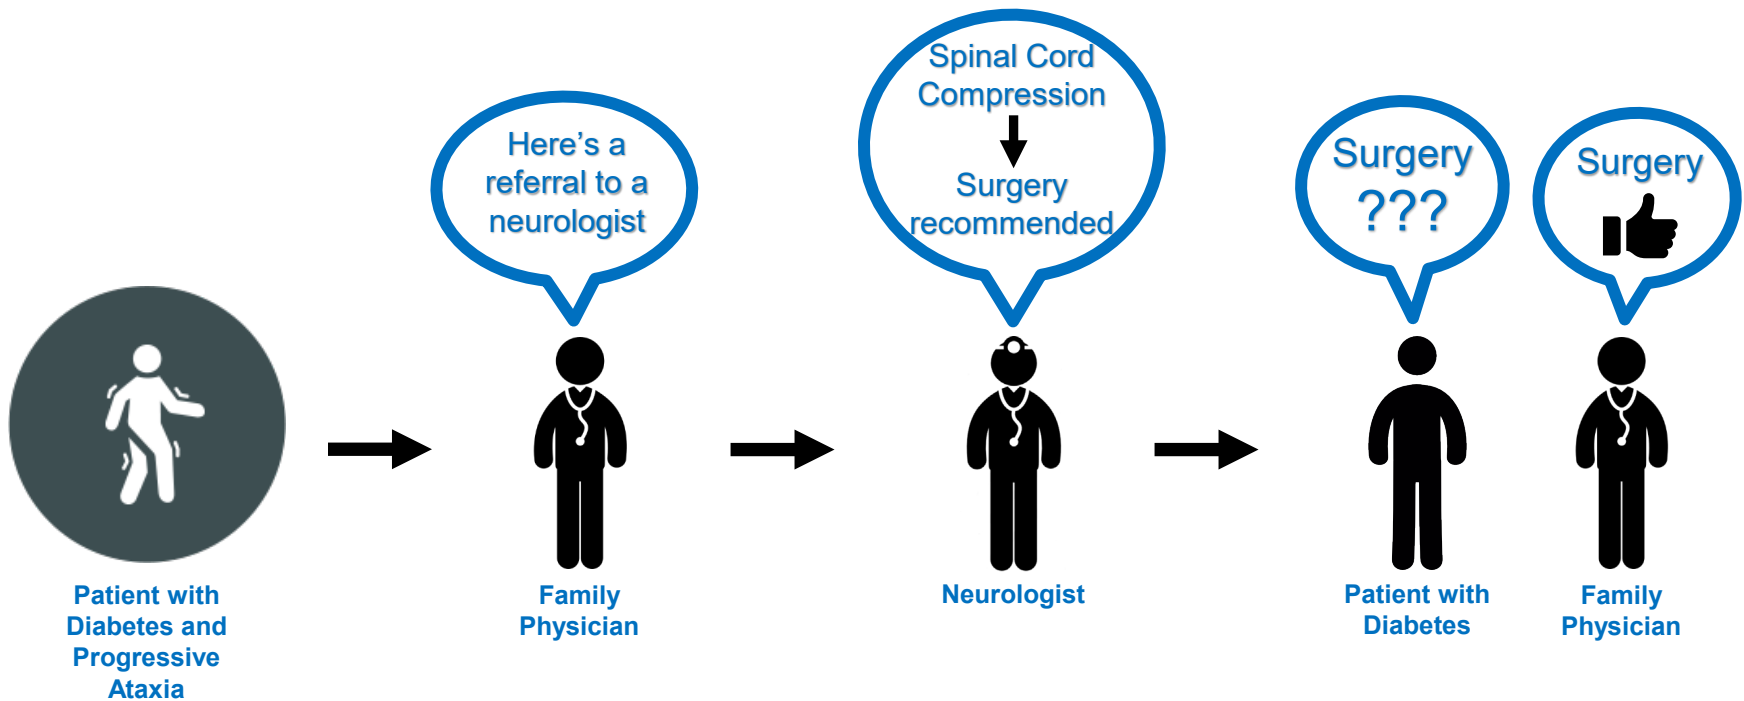 Here’s a
referral to a
neurologist
Spinal Cord
Compression
Surgery
recommended
Surgery
???
Surgery
Patient with
Diabetes and
Progressive
Ataxia
Family
Physician
Neurologist
Patient with
Diabetes
Family
Physician